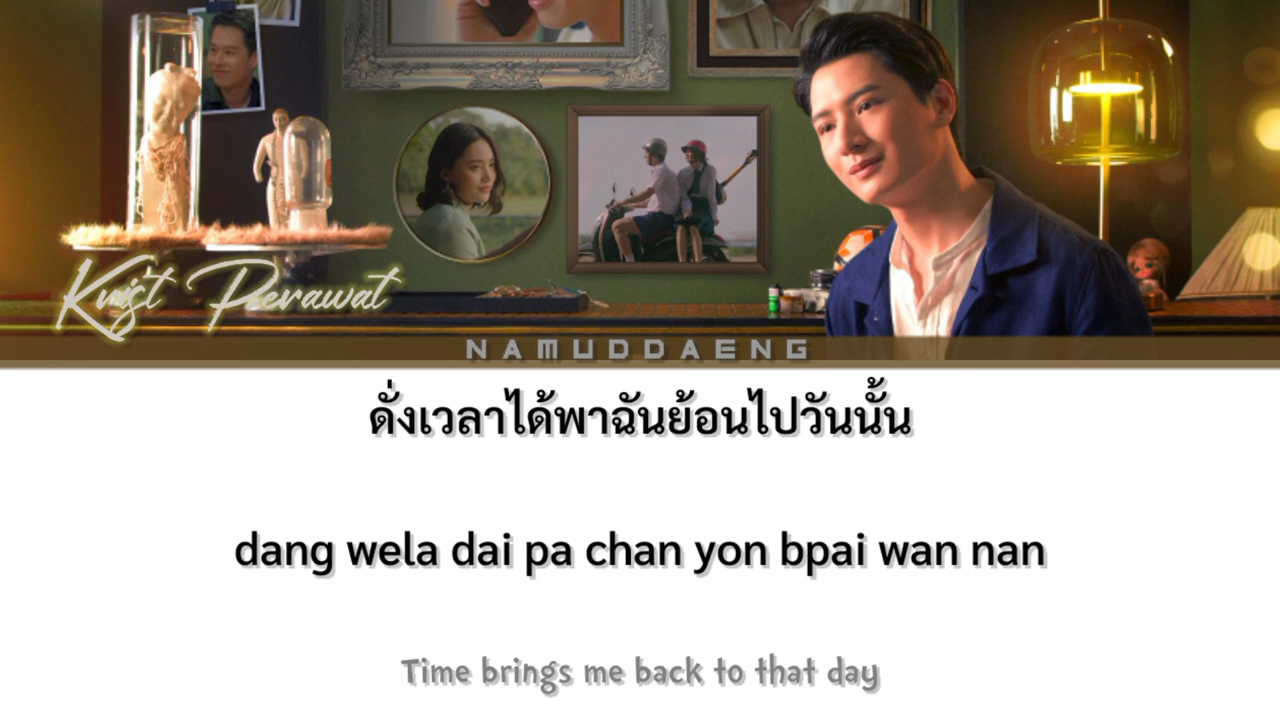 Krist Perawat
NAMUDDAENG
ดั่งเวลาได้พาฉันย้อนไปวันนั้น
dang wela dai pa chan yon bpai wan nan
Time brings me back to that day